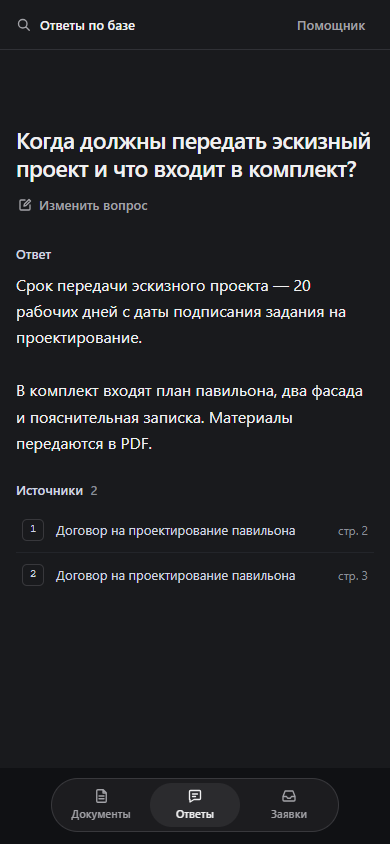 Ответы по базе
Помощник
Когда должны передать эскизный
проект и что входит в комплект?
Изменить вопрос
Ответ
Срок передачи эскизного проекта — 20
рабочих дней с даты подписания задания на
проектирование.
В комплект входят план павильона, два фасада
и пояснительная записка. Материалы
передаются в PDF.
Источники 2
1 Договор на проектирование павильона стр. 2
2 Договор на проектирование павильона стр. 3
Документы
Ответы
Заявки